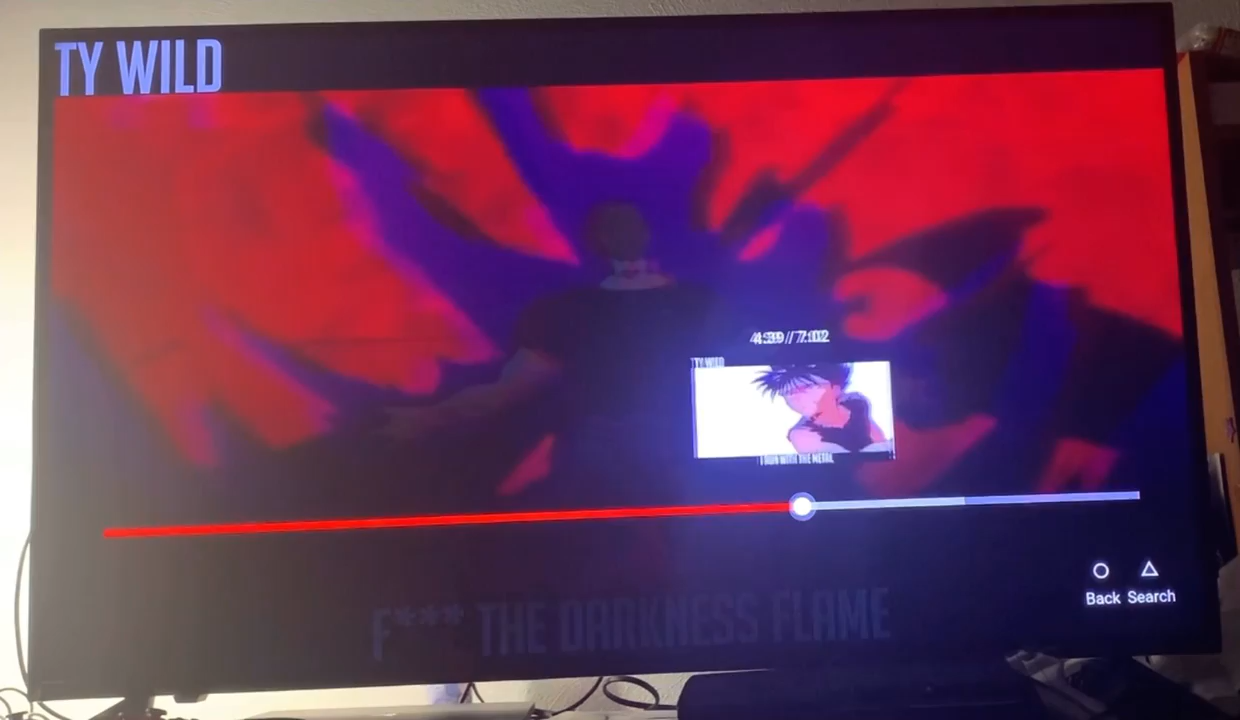 TY WILD
4:39 / 7:02
TY WILD
I RUN WITH THE METAL
Back Search
F*** THE DARKNESS FLAME